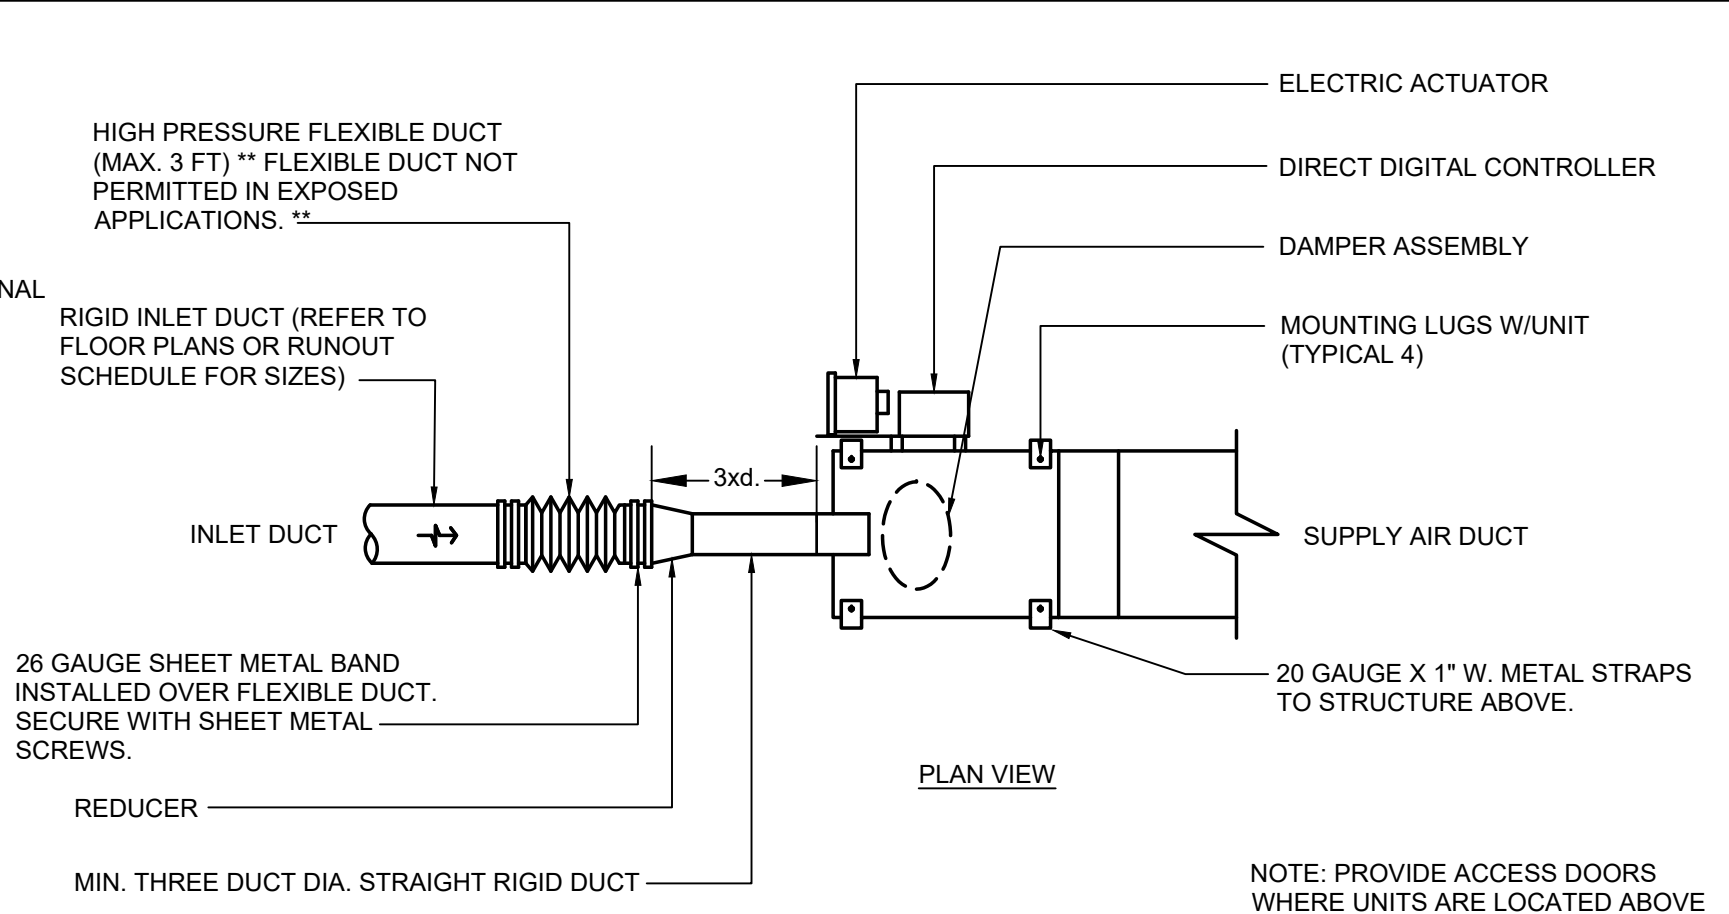 ELECTRIC ACTUATOR
HIGH PRESSURE FLEXIBLE DUCT
(MAX. 3 FT) ** FLEXIBLE DUCT NOT
PERMITTED IN EXPOSED
APPLICATIONS. **
DIRECT DIGITAL CONTROLLER
DAMPER ASSEMBLY
NAL
RIGID INLET DUCT (REFER TO
FLOOR PLANS OR RUNOUT
SCHEDULE FOR SIZES)
MOUNTING LUGS W/UNIT
(TYPICAL 4)
3xd.
INLET DUCT
SUPPLY AIR DUCT
26 GAUGE SHEET METAL BAND
INSTALLED OVER FLEXIBLE DUCT.
SECURE WITH SHEET METAL
SCREWS.
20 GAUGE X 1" W. METAL STRAPS
TO STRUCTURE ABOVE.
PLAN VIEW
REDUCER
MIN. THREE DUCT DIA. STRAIGHT RIGID DUCT
NOTE: PROVIDE ACCESS DOORS
WHERE UNITS ARE LOCATED ABOVE